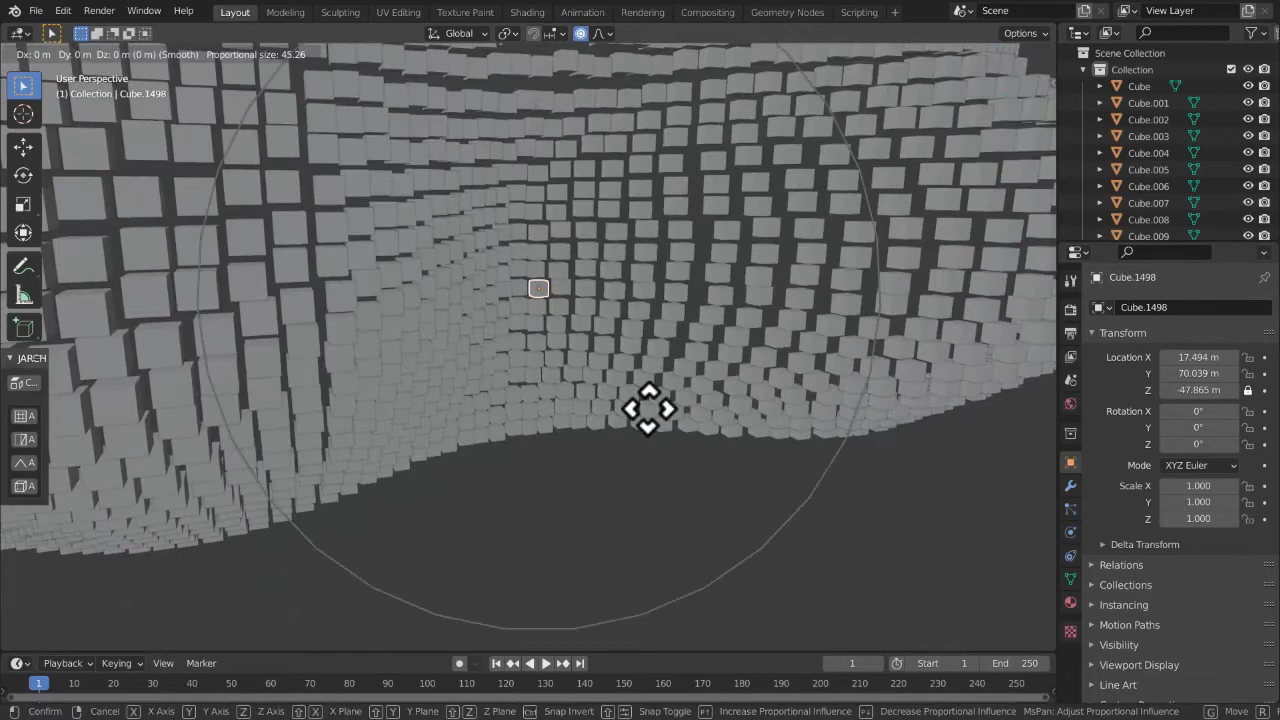 File Edit Render Window Help
Layout Modeling Sculpting UV Editing Texture Paint Shading Animation Rendering Compositing Geometry Nodes Scripting +
Scene
View Layer
Global
Options
Dx: 0 m Dy: 0 m Dz: 0 m (0 m) (Smooth) Proportional size: 45.26
User Perspective
(1) Collection | Cube.1498
JARCH
C...
A
A
A
A
Scene Collection
Collection
Cube
Cube.001
Cube.002
Cube.003
Cube.004
Cube.005
Cube.006
Cube.007
Cube.008
Cube.009
Cube.1498
Cube.1498
Transform
Location X 17.494 m
Y 70.039 m
Z -47.865 m
Rotation X 0°
Y 0°
Z 0°
Mode XYZ Euler
Scale X 1.000
Y 1.000
Z 1.000
Delta Transform
Relations
Collections
Instancing
Motion Paths
Visibility
Viewport Display
Line Art
Playback Keying View Marker
1 Start 1 End 250
1 10 20 30 40 50 60 70 80 90 100 110 120 130 140 150 160 170 180 190 200 210 220 230 240 250
Confirm Cancel X X Axis Y Y Axis Z Z Axis X X Plane Y Y Plane Z Z Plane Snap Invert Snap Toggle Increase Proportional Influence Decrease Proportional Influence MsPan: Adjust Proportional Influence G Move R